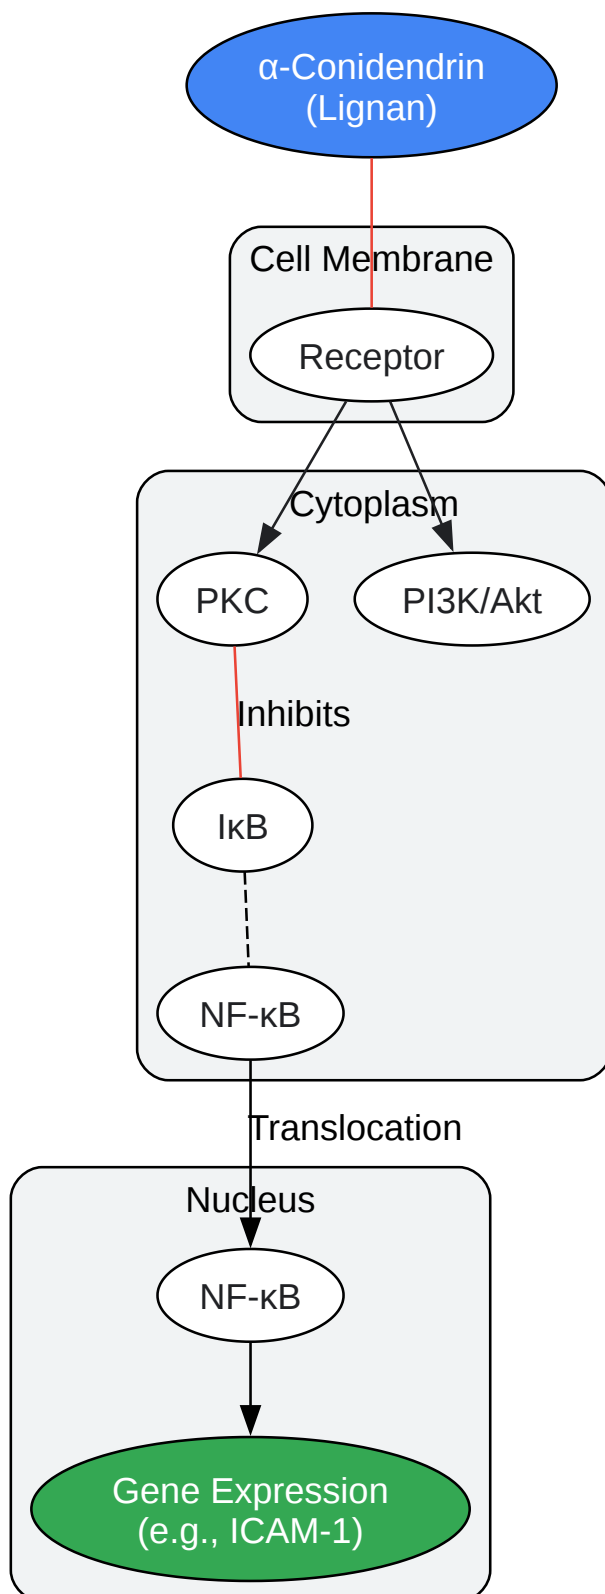 α-Conidendrin
(Lignan)
Cell Membrane
Receptor
Cytoplasm
PKC
PI3K/Akt
Inhibits
IκB
NF-κB
Translocation
Nucleus
NF-κB
Gene Expression
(e.g., ICAM-1)